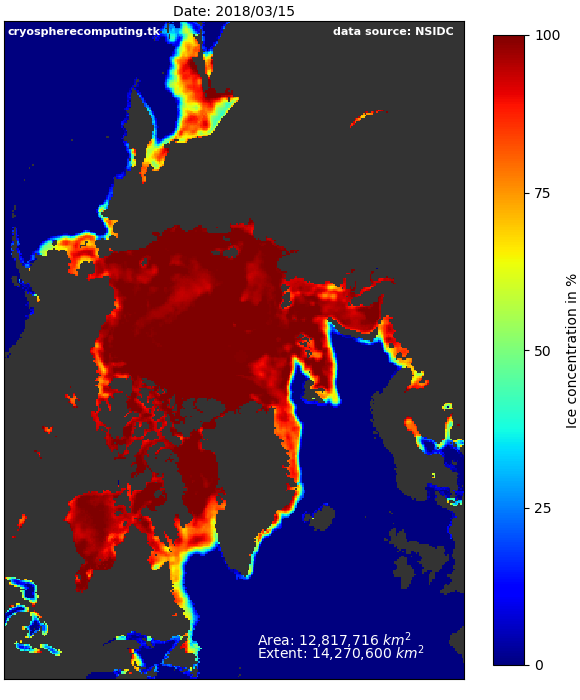 Date: 2018/03/15
cryospherecomputing.tk
data source: NSIDC
100
75
50
25
0
Ice concentration in %
Area: 12,817,716 km²
Extent: 14,270,600 km²